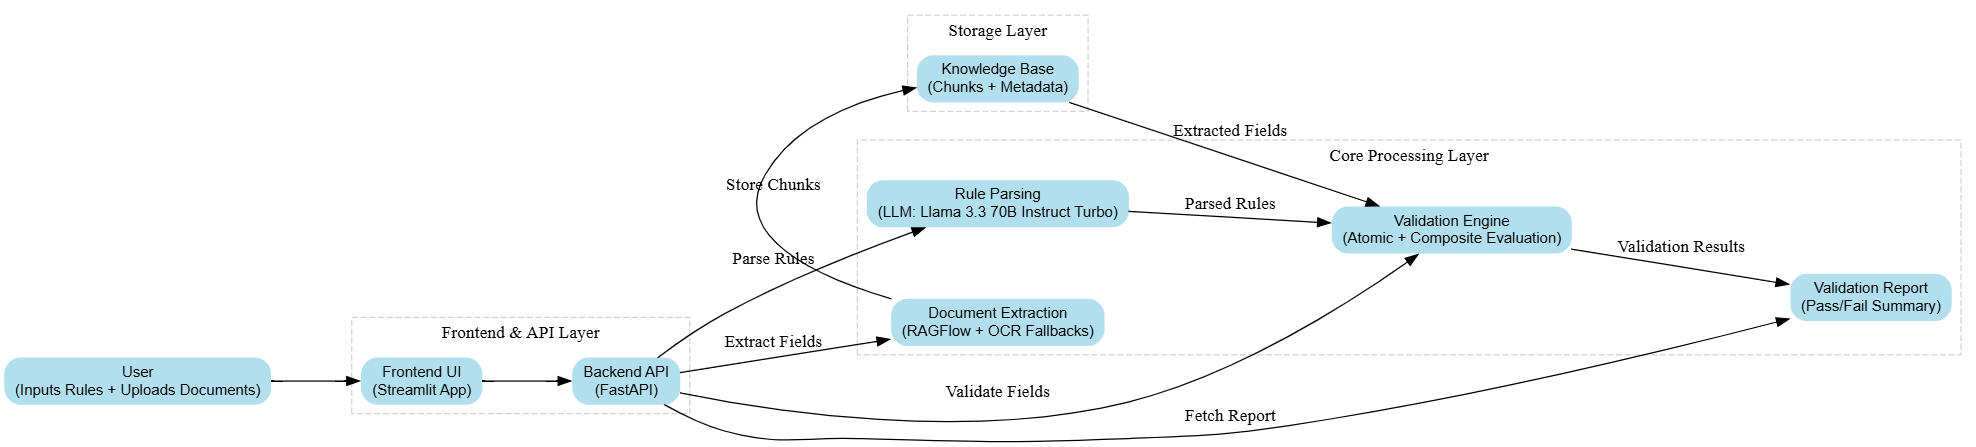 Storage Layer
Knowledge Base
(Chunks + Metadata)
Extracted Fields
Core Processing Layer
Store Chunks
Rule Parsing
(LLM: Llama 3.3 70B Instruct Turbo)
Parsed Rules
Validation Engine
(Atomic + Composite Evaluation)
Validation Results
Parse Rules
Validation Report
(Pass/Fail Summary)
Document Extraction
(RAGFlow + OCR Fallbacks)
Frontend & API Layer
Extract Fields
User
(Inputs Rules + Uploads Documents)
Frontend UI
(Streamlit App)
Backend API
(FastAPI)
Validate Fields
Fetch Report